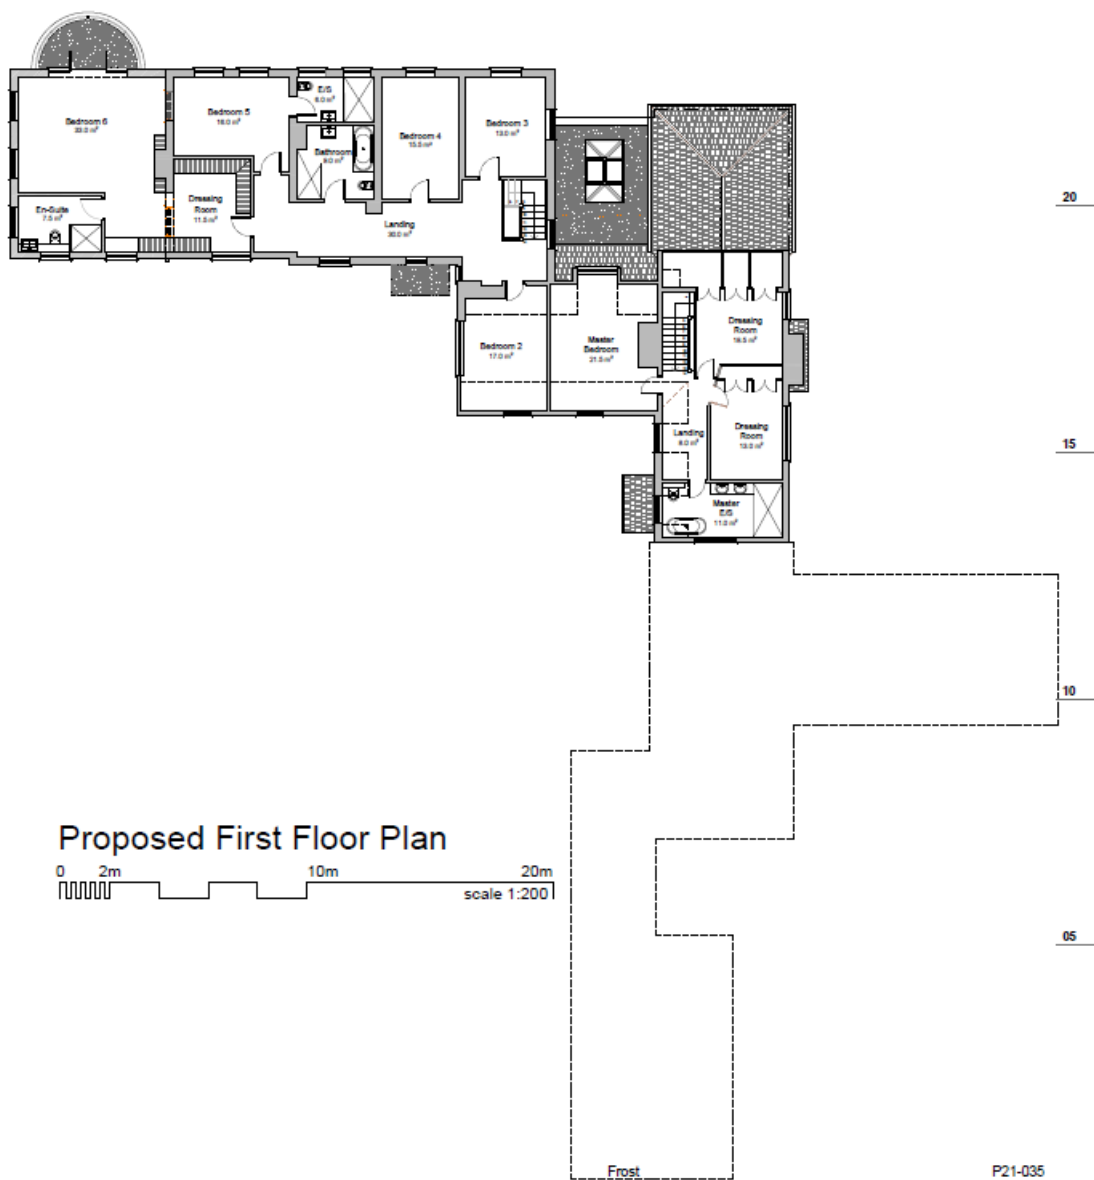 Bedroom 6
33.0 m²
Bedroom 5
16.0 m²
E/S
6.0 m²
Bathroom
9.0 m²
Bedroom 4
15.5 m²
Bedroom 3
13.0 m²
En-Suite
7.5 m²
Dressing
Room
11.5 m²
Landing
30.0 m²
20
Bedroom 2
17.0 m²
Master
Bedroom
21.5 m²
Dressing
Room
16.5 m²
Landing
Dressing
Room
13.0 m²
15
Master
E/S
11.0 m²
10
Proposed First Floor Plan
0 2m 10m 20m
scale 1:200
05
Frost
P21-035